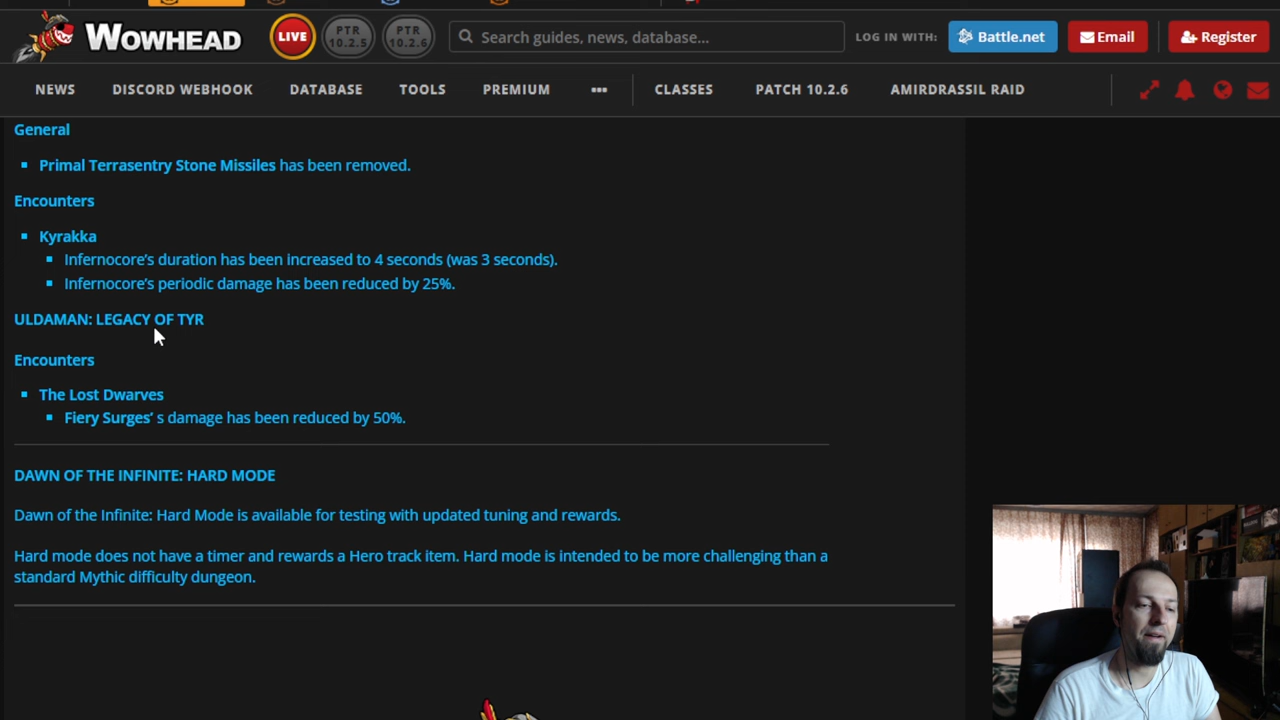 WOWHEAD
LIVE
PTR
10.2.5
PTR
10.2.6
Search guides, news, database...
LOG IN WITH:
Battle.net
Email
Register
NEWS
DISCORD WEBHOOK
DATABASE
TOOLS
PREMIUM
CLASSES
PATCH 10.2.6
AMIRDRASSIL RAID
General
Primal Terrasentry Stone Missiles has been removed.
Encounters
Kyrakka
Infernocore's duration has been increased to 4 seconds (was 3 seconds).
Infernocore's periodic damage has been reduced by 25%.
ULDAMAN: LEGACY OF TYR
Encounters
The Lost Dwarves
Fiery Surges' s damage has been reduced by 50%.
DAWN OF THE INFINITE: HARD MODE
Dawn of the Infinite: Hard Mode is available for testing with updated tuning and rewards.
Hard mode does not have a timer and rewards a Hero track item. Hard mode is intended to be more challenging than a
standard Mythic difficulty dungeon.